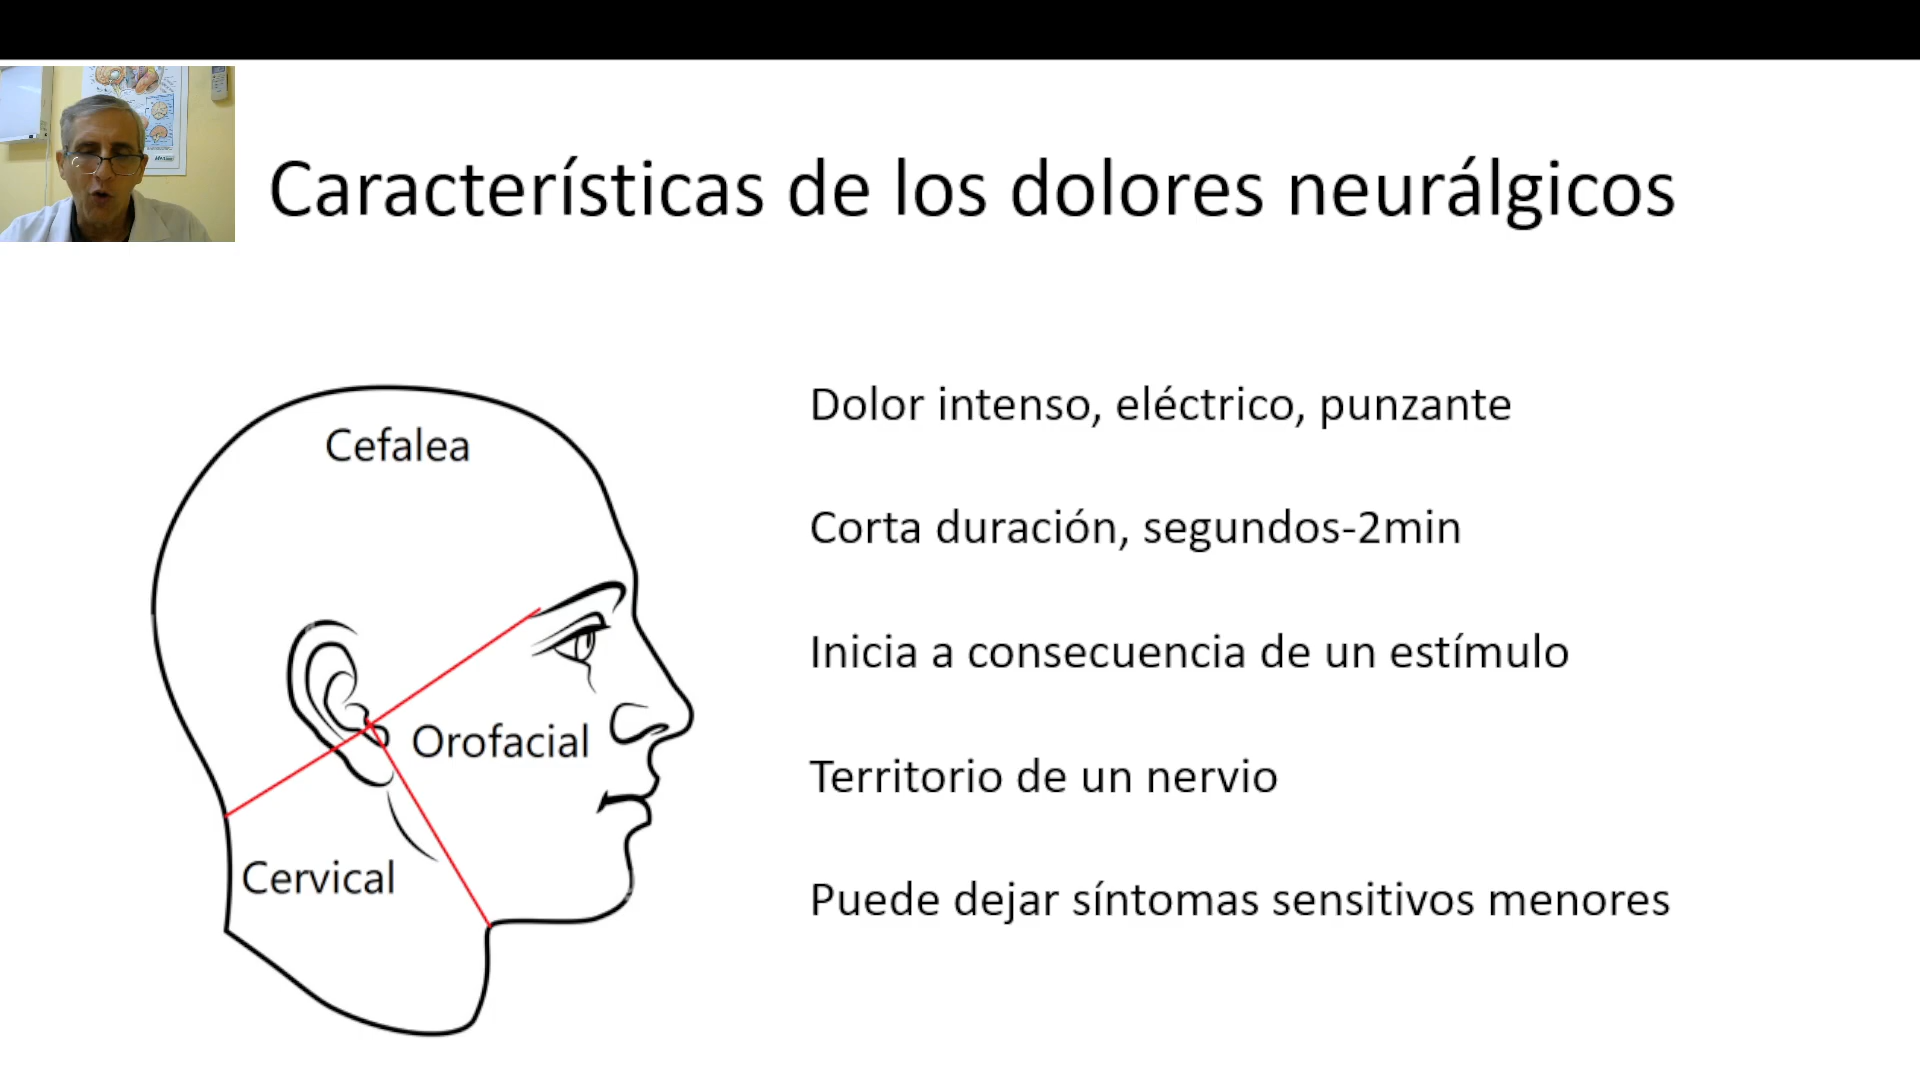 Características de los dolores neurálgicos
Cefalea
Orofacial
Cervical
Dolor intenso, eléctrico, punzante
Corta duración, segundos-2min
Inicia a consecuencia de un estímulo
Territorio de un nervio
Puede dejar síntomas sensitivos menores